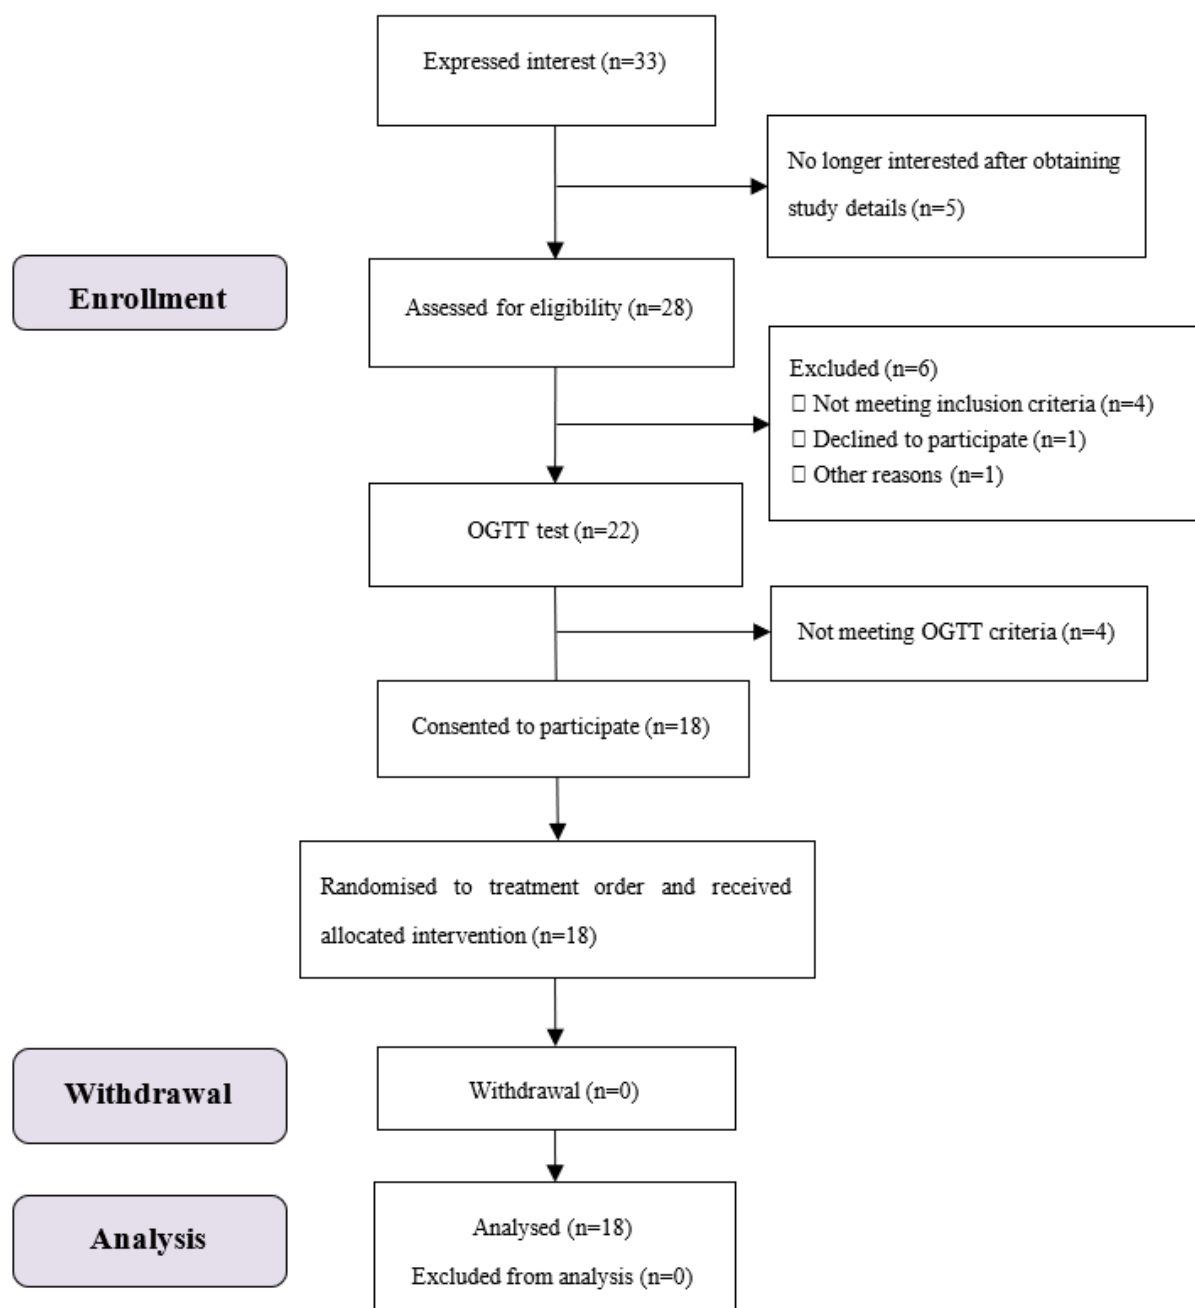 Expressed interest (n=33)
No longer interested after obtaining
study details (n=5)
Enrollment
Assessed for eligibility (n=28)
Excluded (n=6)
□ Not meeting inclusion criteria (n=4)
□ Declined to participate (n=1)
□ Other reasons (n=1)
OGTT test (n=22)
Not meeting OGTT criteria (n=4)
Consented to participate (n=18)
Randomised to treatment order and received
allocated intervention (n=18)
Withdrawal
Withdrawal (n=0)
Analysis
Analysed (n=18)
Excluded from analysis (n=0)